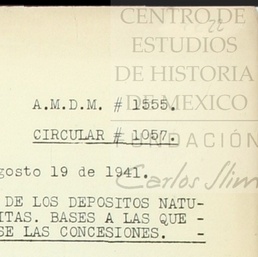 CENTRO DE
ESTUDIOS
DE HISTORIA
DE MEXICO
FUNDACIÓN
Carlos Slim
22
A.M.D.M. # 1555.
CIRCULAR # 1057.
gosto 19 de 1941.
DE LOS DEPOSITOS NATU-
ITAS. BASES A LAS QUE -
SE LAS CONCESIONES. -